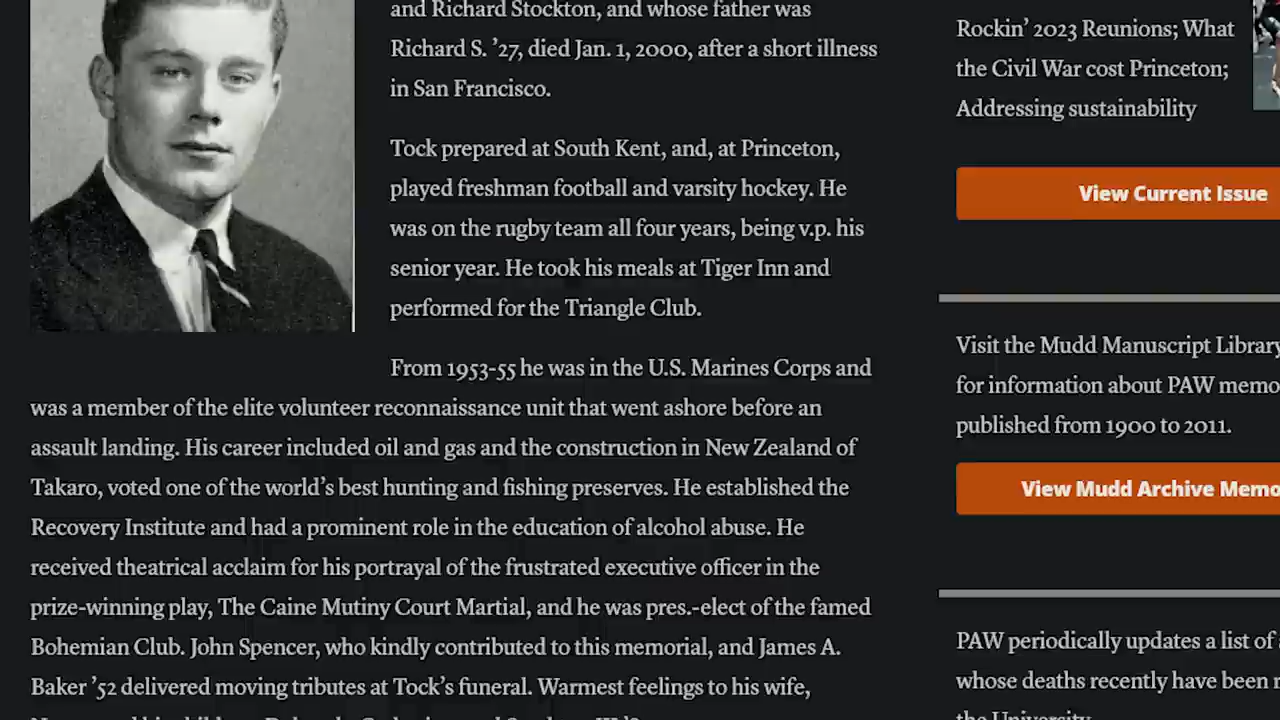 and Richard Stockton, and whose father was
Richard S. ’27, died Jan. 1, 2000, after a short illness
in San Francisco.
Tock prepared at South Kent, and, at Princeton,
played freshman football and varsity hockey. He
was on the rugby team all four years, being v.p. his
senior year. He took his meals at Tiger Inn and
performed for the Triangle Club.
From 1953-55 he was in the U.S. Marines Corps and
was a member of the elite volunteer reconnaissance unit that went ashore before an
assault landing. His career included oil and gas and the construction in New Zealand of
Takaro, voted one of the world’s best hunting and fishing preserves. He established the
Recovery Institute and had a prominent role in the education of alcohol abuse. He
received theatrical acclaim for his portrayal of the frustrated executive officer in the
prize-winning play, The Caine Mutiny Court Martial, and he was pres.-elect of the famed
Bohemian Club. John Spencer, who kindly contributed to this memorial, and James A.
Baker ’52 delivered moving tributes at Tock’s funeral. Warmest feelings to his wife,
Rockin’ 2023 Reunions; What
the Civil War cost Princeton;
Addressing sustainability
View Current Issue
Visit the Mudd Manuscript Library
for information about PAW memo
published from 1900 to 2011.
View Mudd Archive Memo
PAW periodically updates a list of
whose deaths recently have been r
the University